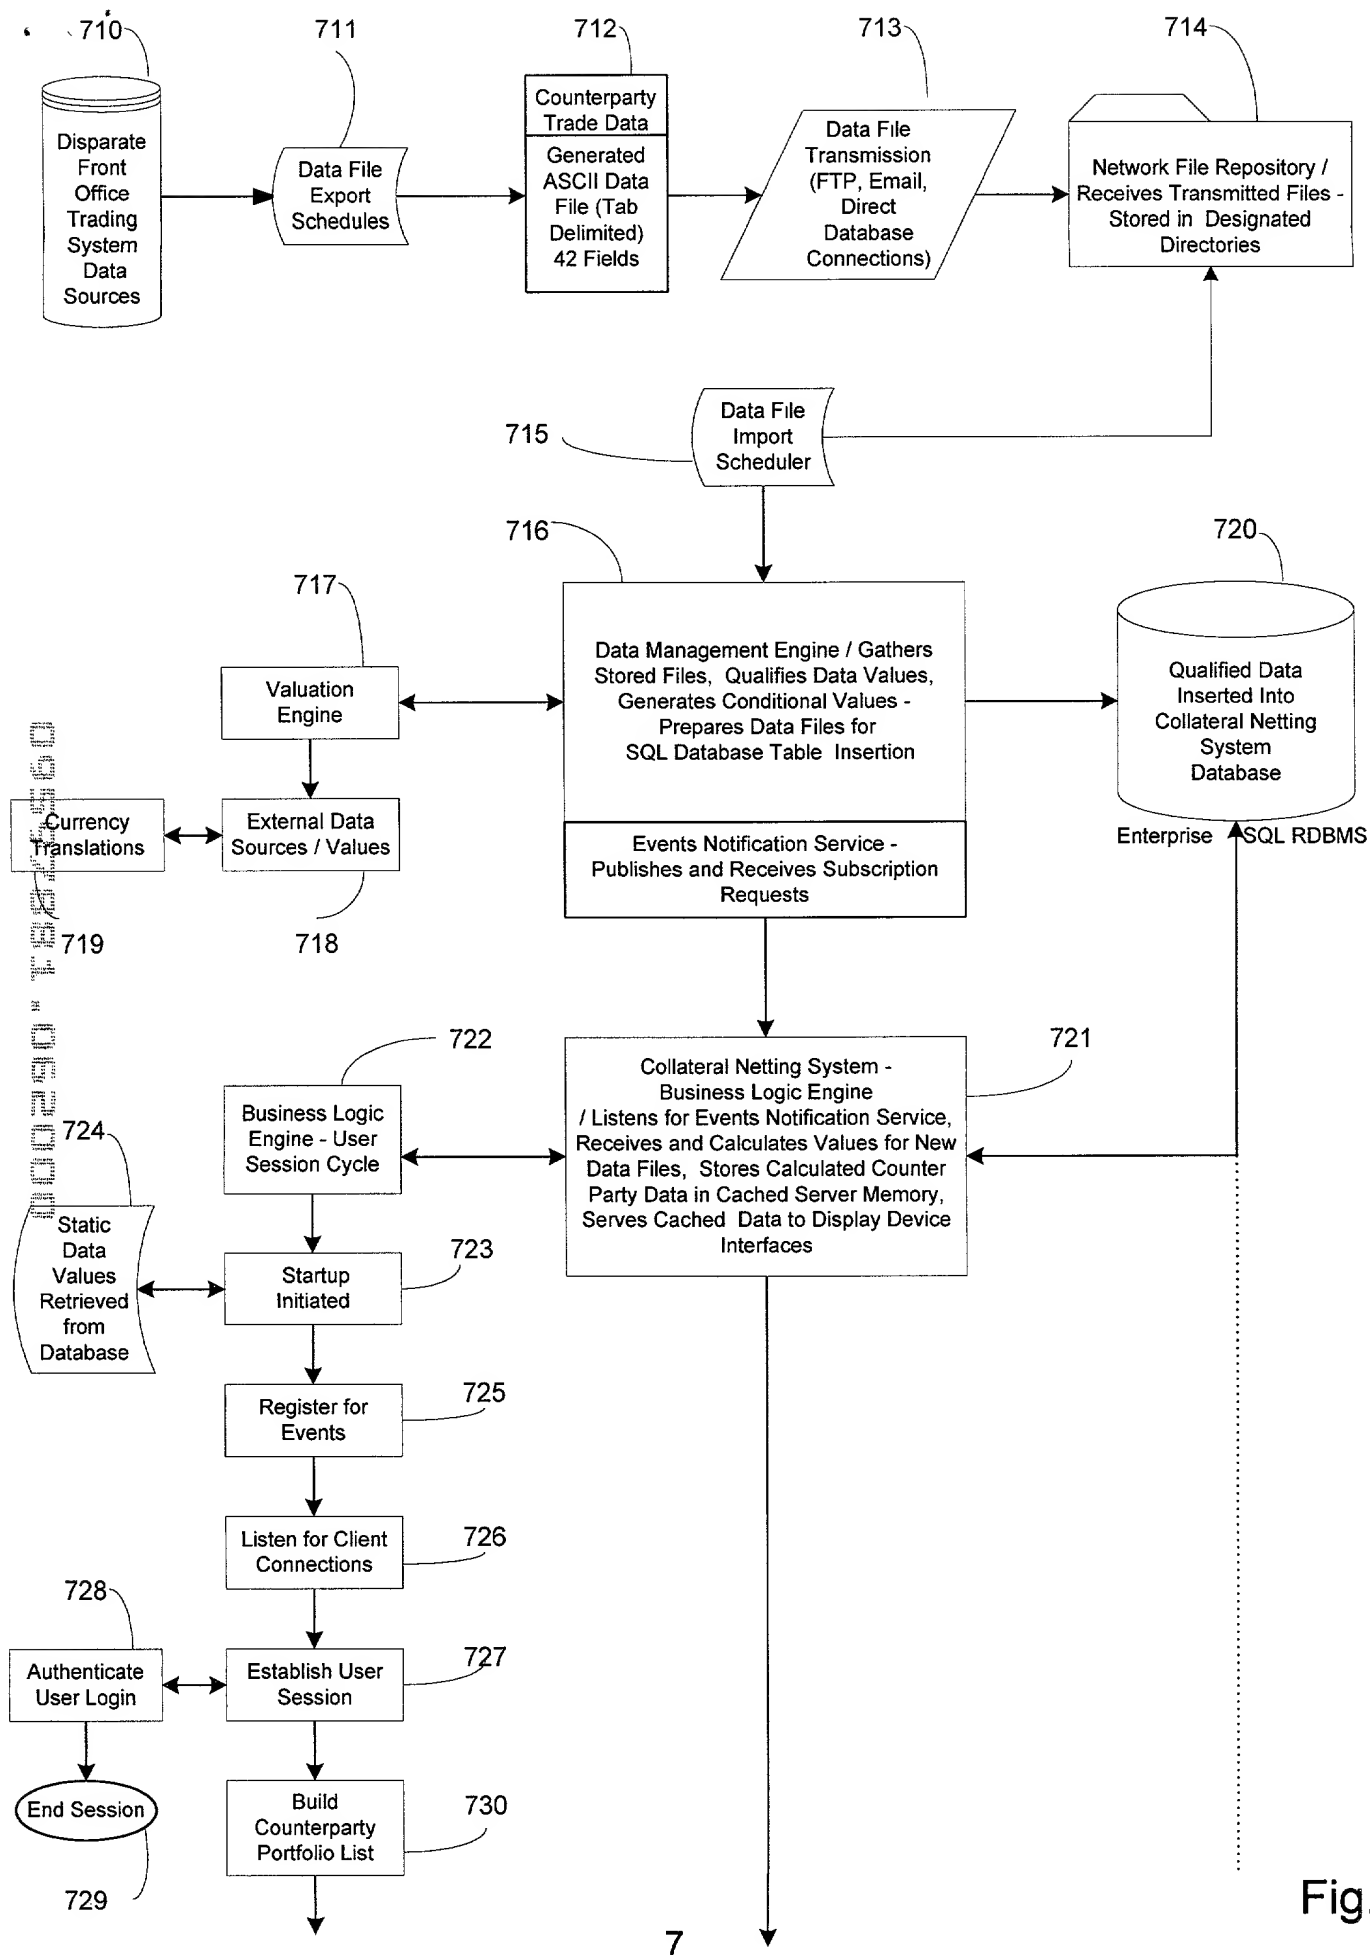 710
711
712
713
714
Disparate
Front
Office
Trading
System
Data
Sources
Data File
Export
Schedules
Counterparty
Trade Data
Generated
ASCII Data
File (Tab
Delimited)
42 Fields
Data File
Transmission
(FTP, Email,
Direct
Database
Connections)
Network File Repository /
Receives Transmitted Files -
Stored in Designated
Directories
715
Data File
Import
Scheduler
716
720
717
Valuation
Engine
Data Management Engine / Gathers
Stored Files, Qualifies Data Values,
Generates Conditional Values -
Prepares Data Files for
SQL Database Table Insertion
Qualified Data
Inserted Into
Collateral Netting
System
Database
Enterprise SQL RDBMS
Currency
Translations
External Data
Sources / Values
Events Notification Service -
Publishes and Receives Subscription
Requests
719
718
722
721
Business Logic
Engine - User
Session Cycle
Collateral Netting System -
Business Logic Engine
/ Listens for Events Notification Service,
Receives and Calculates Values for New
Data Files, Stores Calculated Counter
Party Data in Cached Server Memory,
Serves Cached Data to Display Device
Interfaces
724
Static
Data
Values
Retrieved
from
Database
723
Startup
Initiated
725
Register for
Events
726
Listen for Client
Connections
728
727
Authenticate
User Login
Establish User
Session
End Session
730
Build
Counterparty
Portfolio List
729
Fig.
7